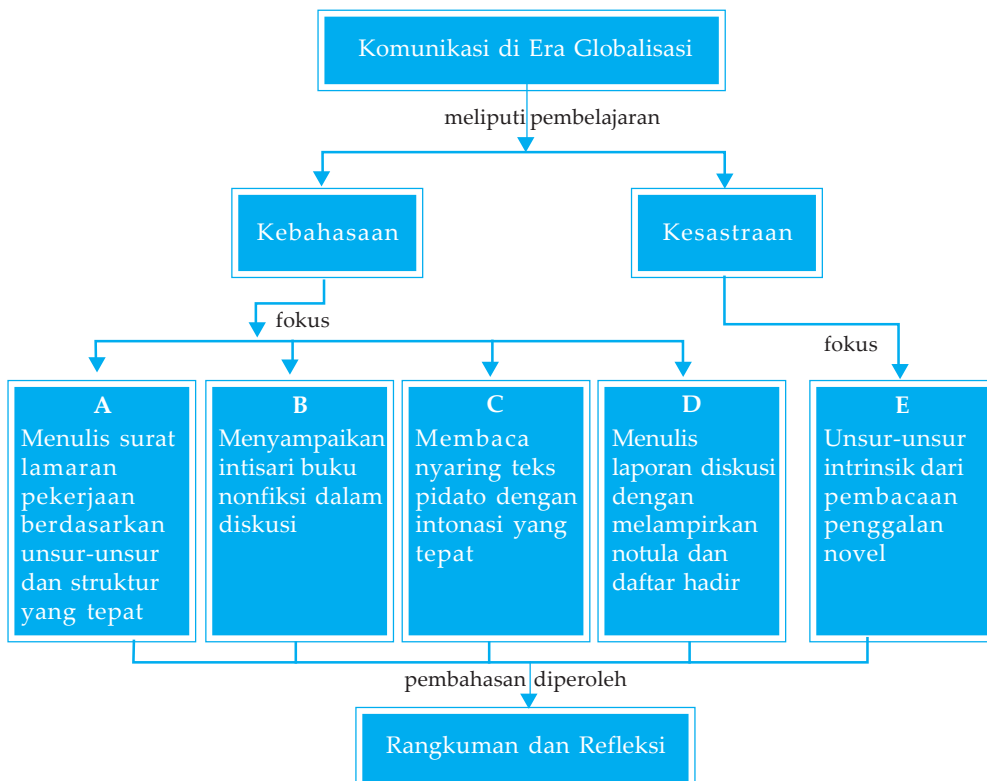 Komunikasi di Era Globalisasi
meliputi pembelajaran
Kebahasaan
Kesastraan
fokus
fokus
A
Menulis surat
lamaran
pekerjaan
berdasarkan
unsur-unsur
dan struktur
yang tepat
B
Menyampaikan
intisari buku
nonfiksi dalam
diskusi
C
Membaca
nyaring teks
pidato dengan
intonasi yang
tepat
D
Menulis
laporan diskusi
dengan
melampirkan
notula dan
daftar hadir
E
Unsur-unsur
intrinsik dari
pembacaan
penggalan
novel
pembahasan diperoleh
Rangkuman dan Refleksi